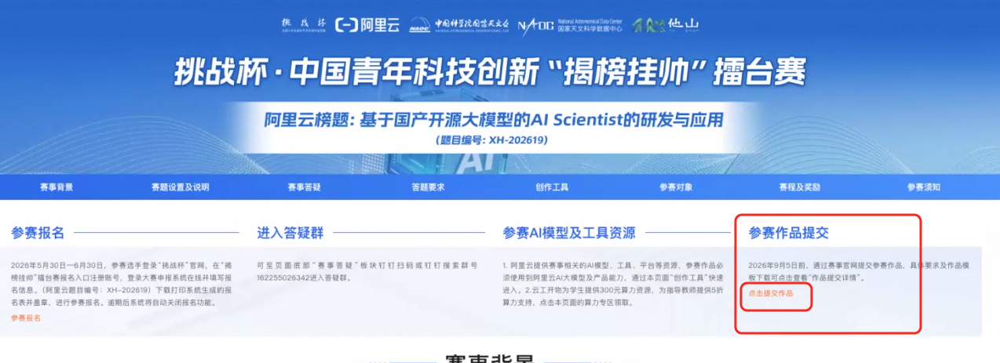 挑战杯
阿里云
中国科学院国家天文台
NAOC
NADC
National Astronomical Data Center
国家天文科学数据中心
他山
挑战杯·中国青年科技创新“揭榜挂帅”擂台赛
阿里云榜题：基于国产开源大模型的AI Scientist的研发与应用
（题目编号：XH-202619）
AI
赛事背景 赛题设置及说明 赛事答疑 答题要求 创作工具 参赛对象 赛程及奖励 参赛须知
参赛报名
2026年5月30日—6月30日，参赛选手登录“挑战杯”官网，在“揭
榜挂帅”擂台赛报名入口注册账号，登录大赛申报系统在线并填写报
名信息。（阿里云题目编号：XH-202619）下载打印系统生成的报
名表并盖章，进行参赛报名。逾期后系统将自动关闭报名功能。
参赛报名
进入答疑群
可至页面底部“赛事答疑”板块钉钉扫码或钉钉搜索群号
162255026342进入答疑群。
参赛AI模型及工具资源
1. 阿里云提供赛事相关的AI模型、工具、平台等资源，参赛作品必
须使用到阿里云AI大模型及产品能力，通过本页面“创作工具”快速
进入。2.云工开物为学生提供300元算力资源，为指导教师提供5折
算力支持，点击本页面的算力专区领取。
参赛作品提交
2026年9月5日前，通过赛事官网提交参赛作品，具体要求及作品模
板下载可点击查看“作品提交详情”。
点击提交作品
赛事背景